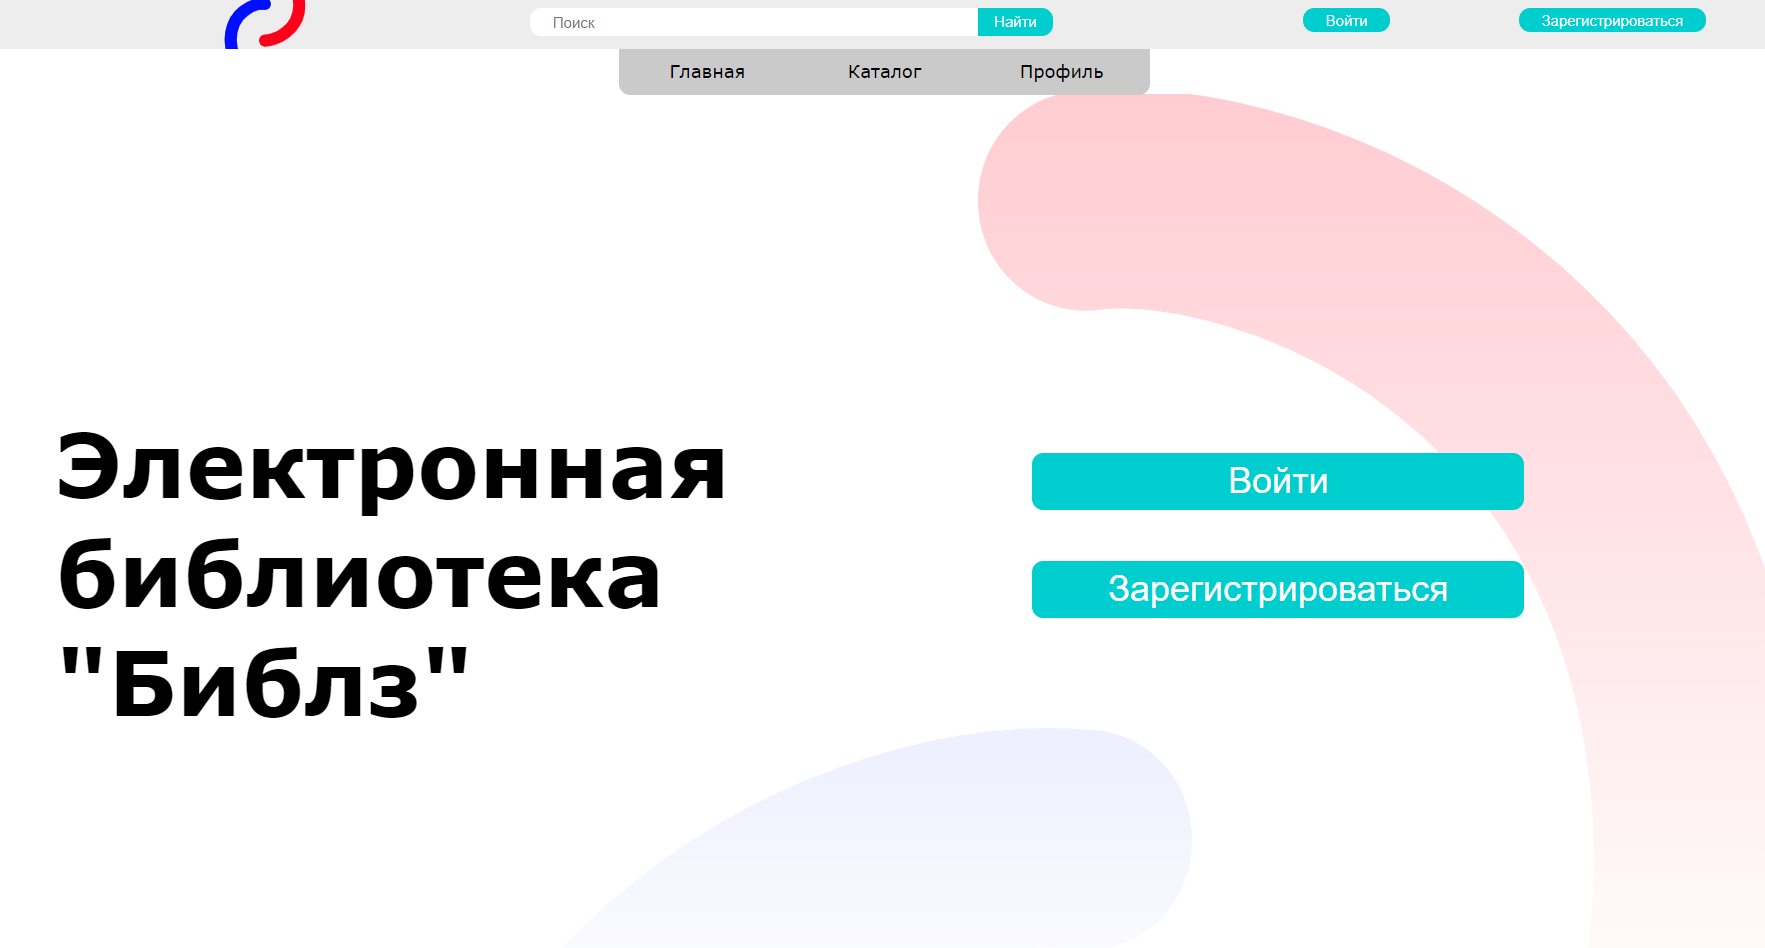 Поиск
Найти
Войти
Зарегистрироваться
Главная
Каталог
Профиль
Электронная
библиотека
"Библз"
Войти
Зарегистрироваться